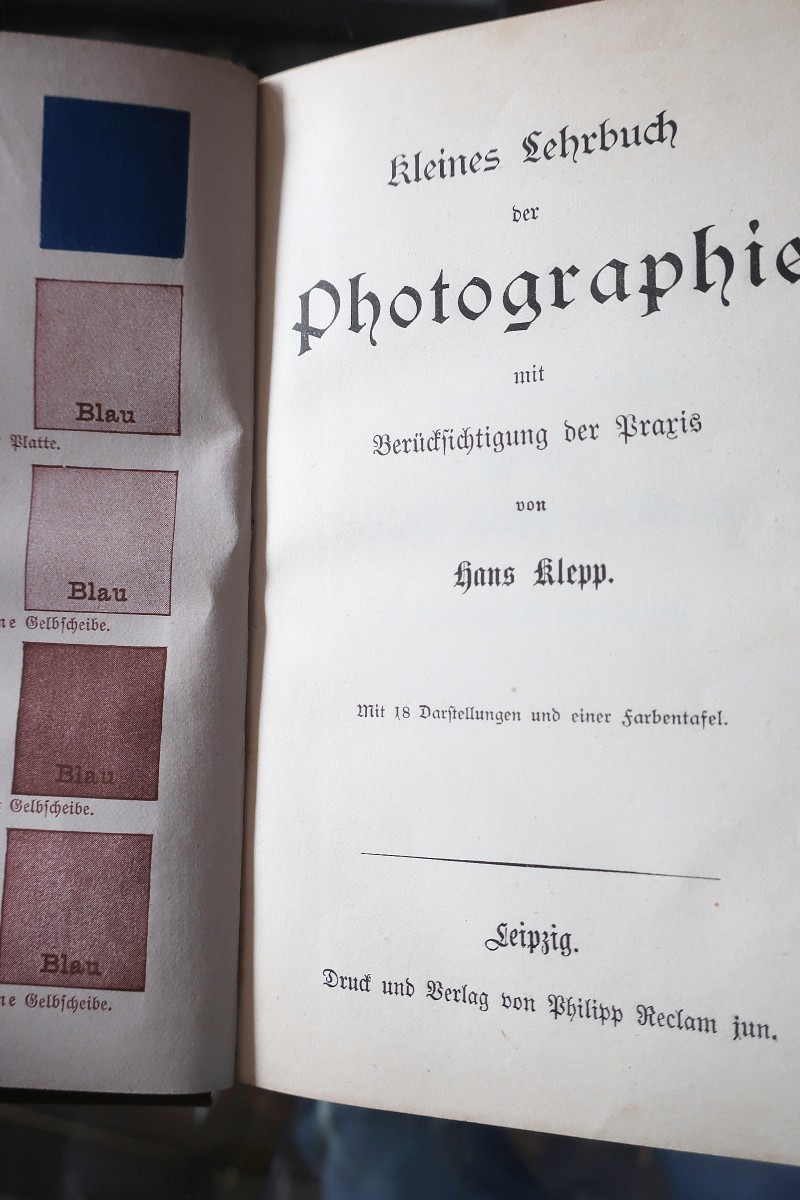 Blau
Platte.
Blau
Gelbſcheibe.
Blau
Gelbſcheibe.
Blau
Gelbſcheibe.
Kleines Lehrbuch
der
Photographie
mit
Berückſichtigung der Praxis
von
Hans Klepp.
Mit 18 Darſtellungen und einer Farbentafel.
Leipzig.
Druck und Verlag von Philipp Reclam jun.